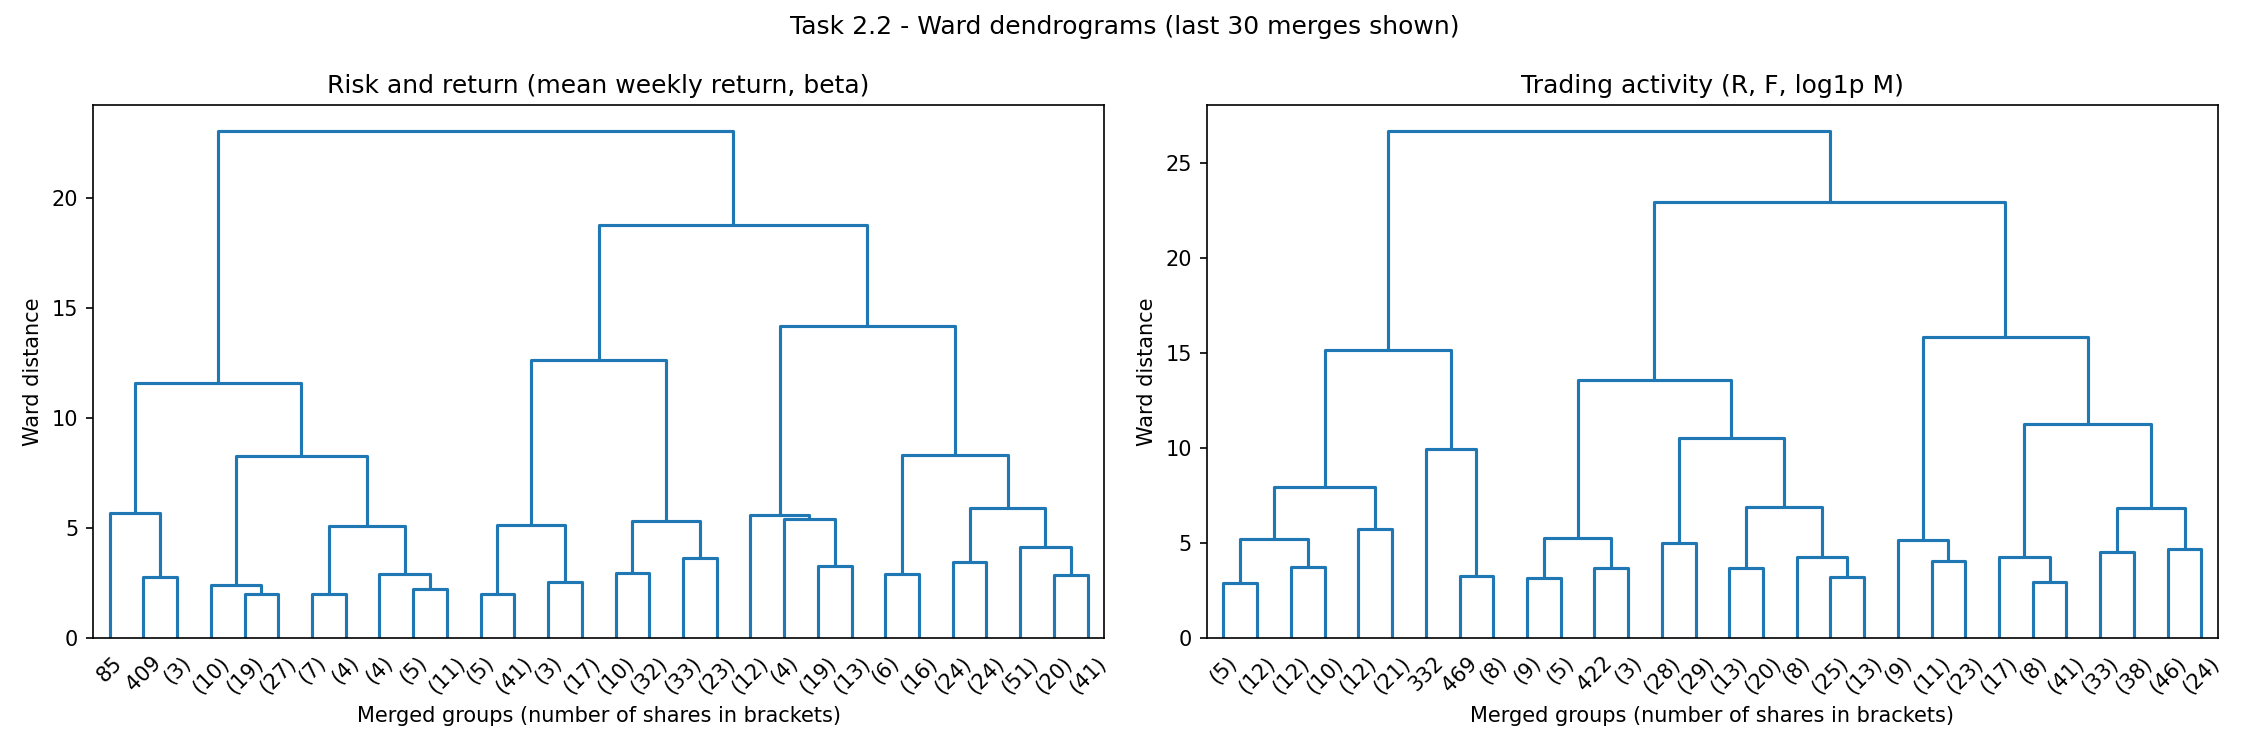 Task 2.2 - Ward dendrograms (last 30 merges shown)
Risk and return (mean weekly return, beta)
Ward distance
20
15
10
5
0
85 409 (3) (10) (19) (27) (7) (4) (4) (5) (11) (5) (41) (3) (17) (10) (32) (33) (23) (12) (4) (19) (13) (6) (16) (24) (24) (51) (20) (41)
Merged groups (number of shares in brackets)
Trading activity (R, F, log1p M)
Ward distance
25
20
15
10
5
0
(5) (12) (12) (10) (12) (21) 332 469 (8) (9) (5) 422 (3) (28) (29) (13) (20) (8) (25) (13) (9) (11) (23) (17) (8) (41) (33) (38) (46) (24)
Merged groups (number of shares in brackets)